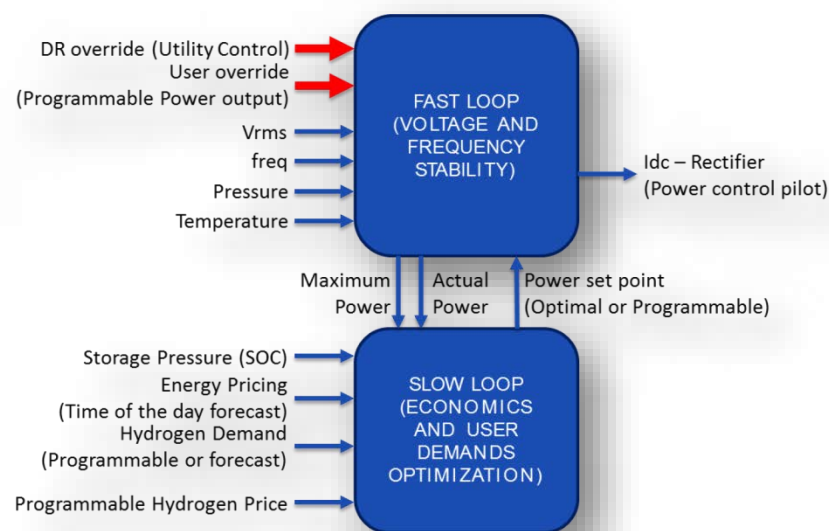 DR override (Utility Control)
User override
(Programmable Power output)
Vrms
freq
Pressure
Temperature
FAST LOOP
(VOLTAGE AND
FREQUENCY
STABILITY)
Idc – Rectifier
(Power control pilot)
Maximum
Power
Actual
Power
Power set point
(Optimal or Programmable)
Storage Pressure (SOC)
Energy Pricing
(Time of the day forecast)
Hydrogen Demand
(Programmable or forecast)
Programmable Hydrogen Price
SLOW LOOP
(ECONOMICS
AND USER
DEMANDS
OPTIMIZATION)